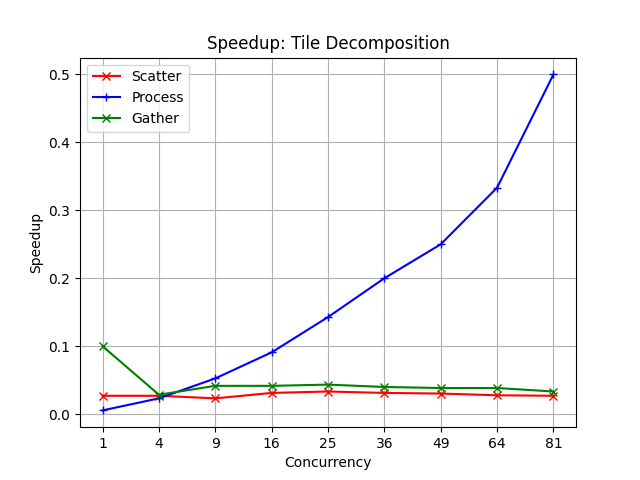 Speedup: Tile Decomposition
Scatter
Process
Gather
0.5
0.4
0.3
0.2
0.1
0.0
Speedup
1 4 9 16 25 36 49 64 81
Concurrency